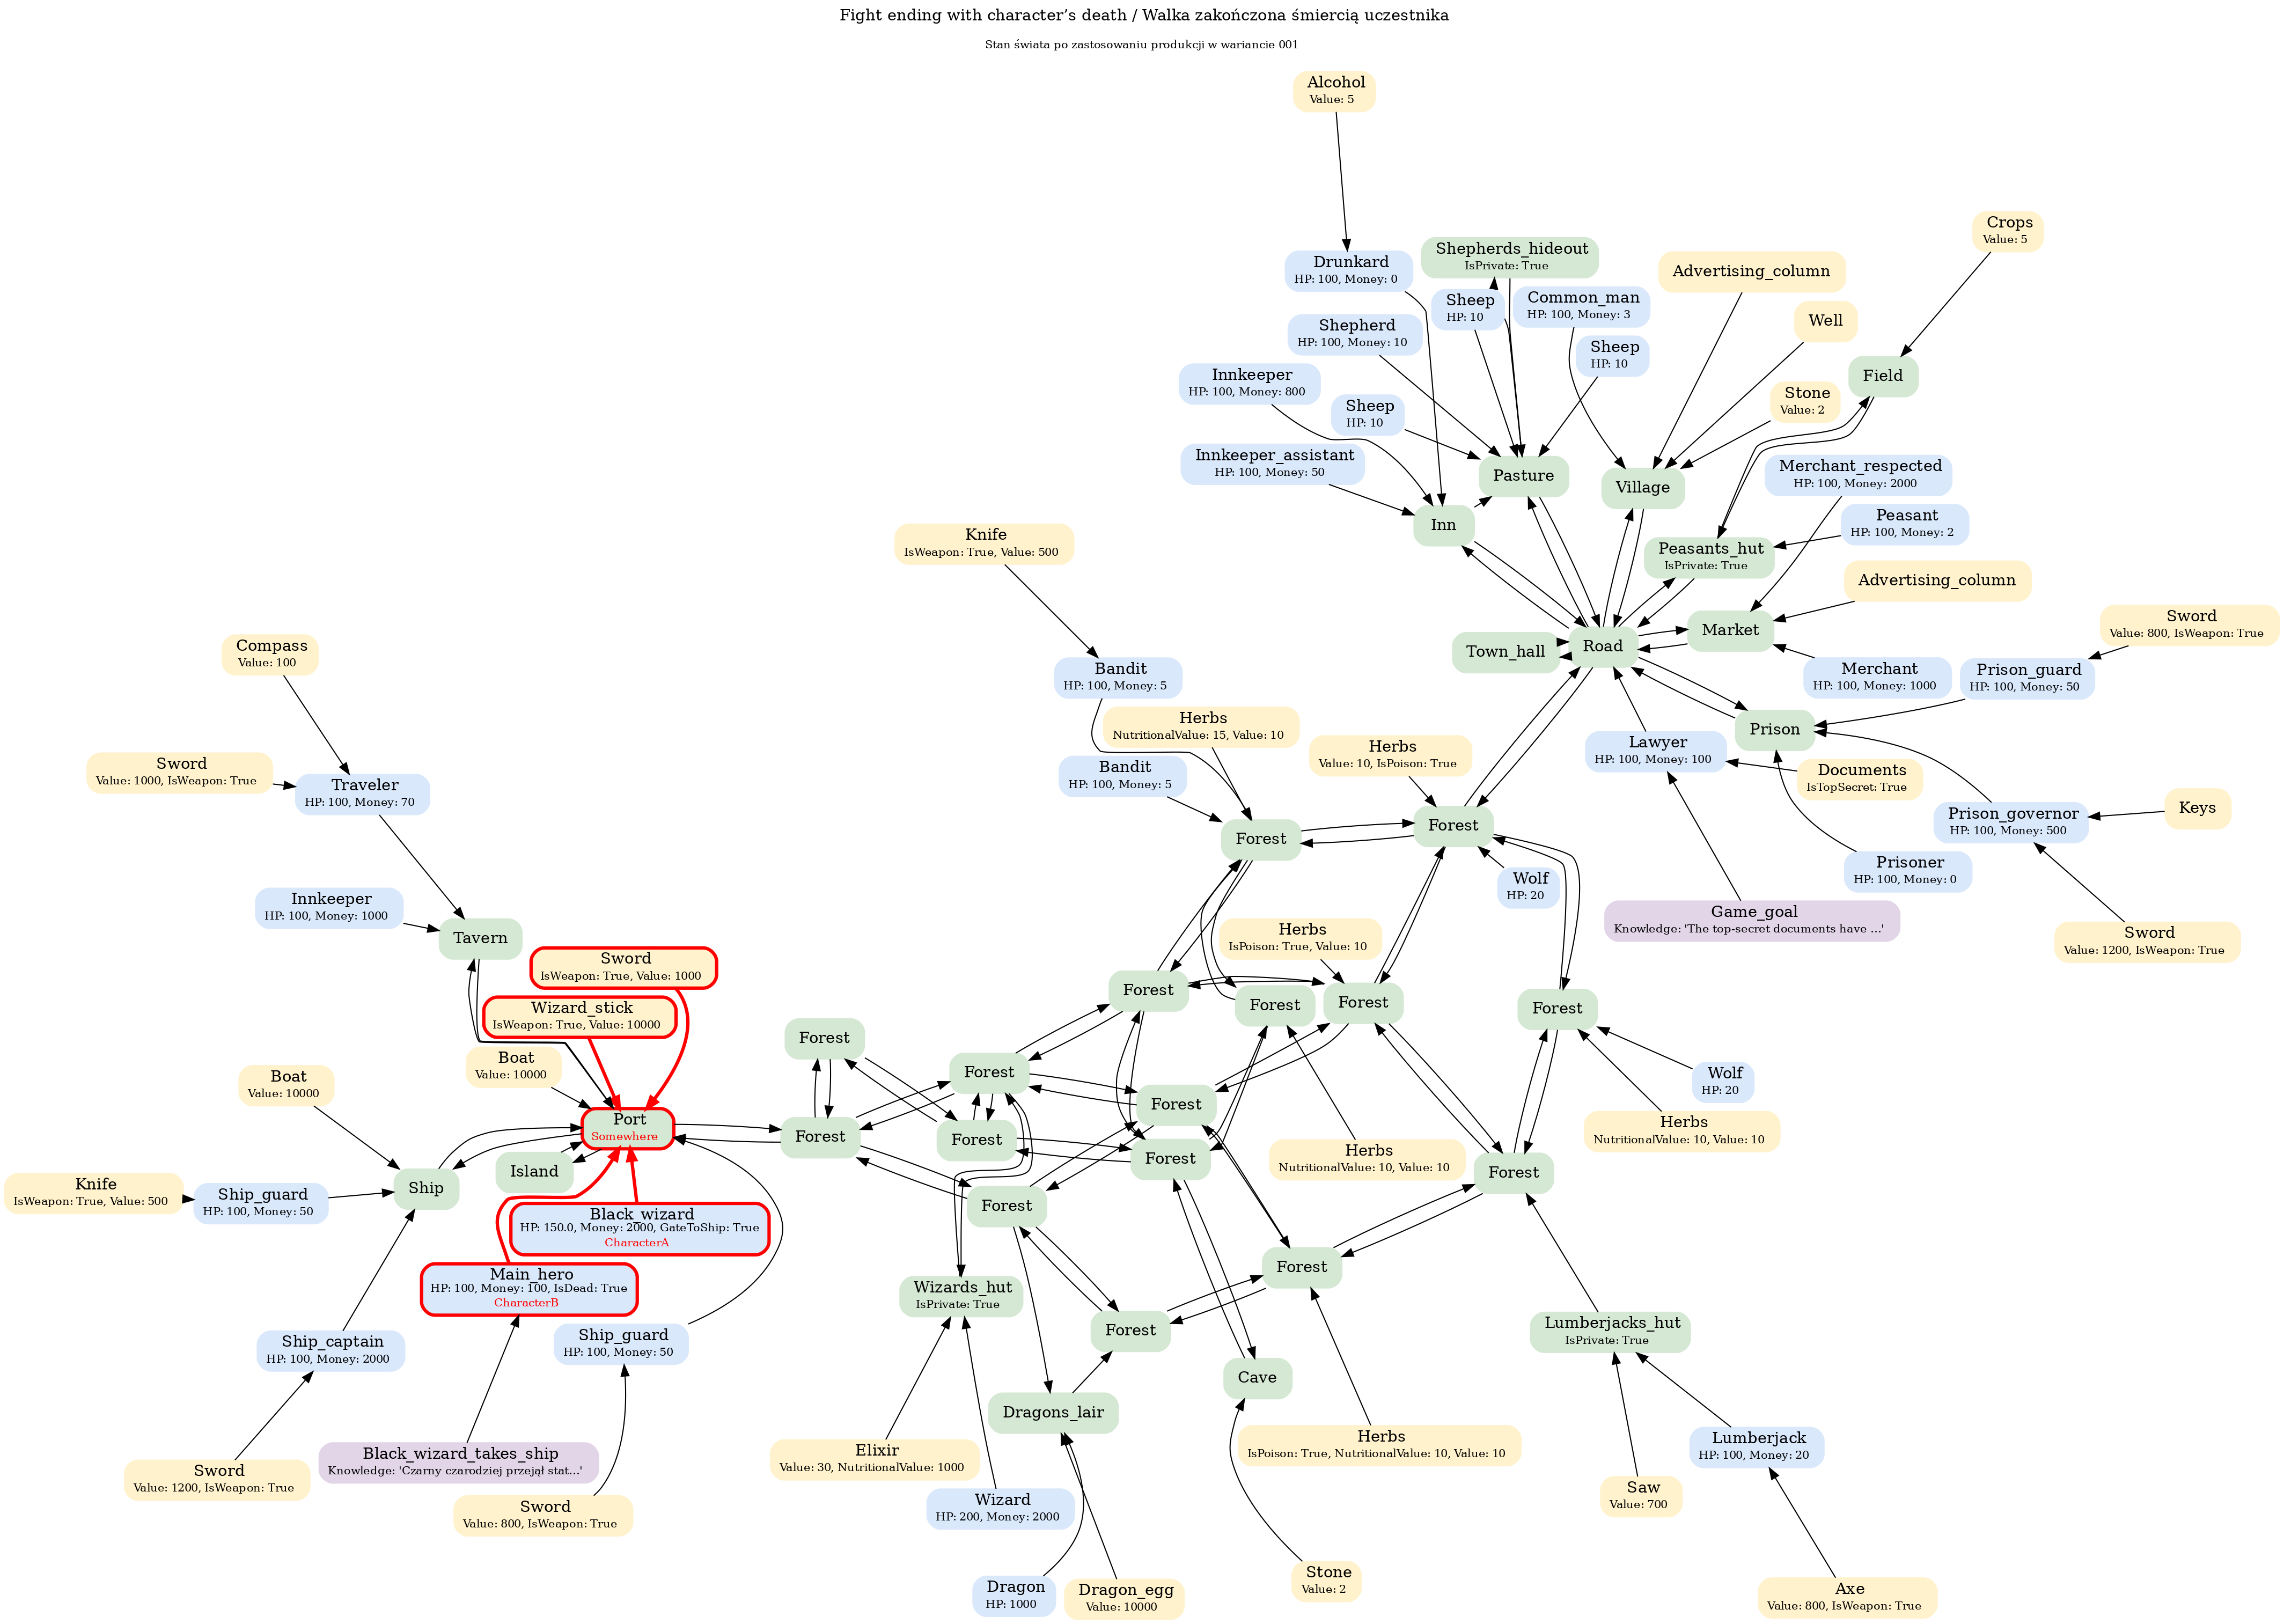 Fight ending with character’s death / Walka zakończona śmiercią uczestnika
Stan świata po zastosowaniu produkcji w wariancie 001
Alcohol
Value: 5
Crops
Value: 5
Drunkard
HP: 100, Money: 0
Shepherds_hideout
IsPrivate: True
Advertising_column
Sheep
HP: 10
Common_man
HP: 100, Money: 3
Well
Shepherd
HP: 100, Money: 10
Sheep
HP: 10
Innkeeper
HP: 100, Money: 800
Field
Stone
Value: 2
Sheep
HP: 10
Innkeeper_assistant
HP: 100, Money: 50
Pasture
Village
Merchant_respected
HP: 100, Money: 2000
Inn
Peasant
HP: 100, Money: 2
Knife
IsWeapon: True, Value: 500
Peasants_hut
IsPrivate: True
Advertising_column
Market
Sword
Value: 800, IsWeapon: True
Road
Town_hall
Compass
Value: 100
Bandit
HP: 100, Money: 5
Merchant
HP: 100, Money: 1000
Prison_guard
HP: 100, Money: 50
Herbs
NutritionalValue: 15, Value: 10
Prison
Herbs
Value: 10, IsPoison: True
Lawyer
HP: 100, Money: 100
Sword
Value: 1000, IsWeapon: True
Traveler
HP: 100, Money: 70
Bandit
HP: 100, Money: 5
Documents
IsTopSecret: True
Keys
Prison_governor
HP: 100, Money: 500
Forest
Forest
Prisoner
HP: 100, Money: 0
Wolf
HP: 20
Innkeeper
HP: 100, Money: 1000
Game_goal
Knowledge: 'The top-secret documents have ...'
Tavern
Herbs
IsPoison: True, Value: 10
Sword
Value: 1200, IsWeapon: True
Sword
IsWeapon: True, Value: 1000
Forest
Forest
Forest
Forest
Wizard_stick
IsWeapon: True, Value: 10000
Forest
Boat
Value: 10000
Forest
Boat
Value: 10000
Wolf
HP: 20
Forest
Herbs
NutritionalValue: 10, Value: 10
Port
Somewhere
Forest
Forest
Forest
Herbs
NutritionalValue: 10, Value: 10
Island
Forest
Knife
IsWeapon: True, Value: 500
Ship_guard
HP: 100, Money: 50
Ship
Forest
Black_wizard
HP: 150.0, Money: 2000, GateToShip: True
CharacterA
Forest
Main_hero
HP: 100, Money: 100, IsDead: True
CharacterB
Wizards_hut
IsPrivate: True
Forest
Ship_captain
HP: 100, Money: 2000
Ship_guard
HP: 100, Money: 50
Lumberjacks_hut
IsPrivate: True
Cave
Dragons_lair
Black_wizard_takes_ship
Knowledge: 'Czarny czarodziej przejął stat...'
Elixir
Value: 30, NutritionalValue: 1000
Herbs
IsPoison: True, NutritionalValue: 10, Value: 10
Lumberjack
HP: 100, Money: 20
Sword
Value: 1200, IsWeapon: True
Saw
Value: 700
Sword
Value: 800, IsWeapon: True
Wizard
HP: 200, Money: 2000
Stone
Value: 2
Dragon
HP: 1000
Dragon_egg
Value: 10000
Axe
Value: 800, IsWeapon: True